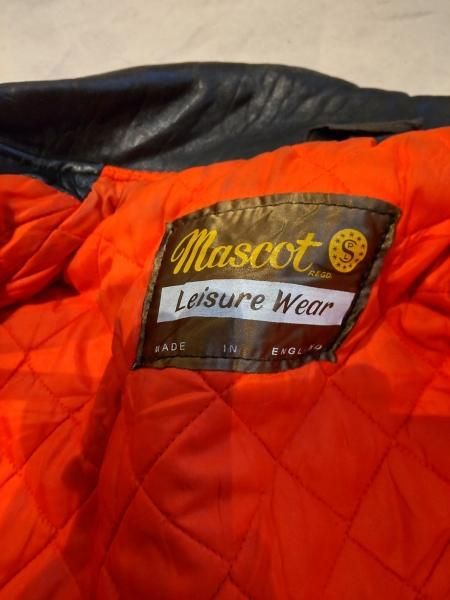 Mascot S
REGD.
Leisure Wear
MADE IN ENGLAND